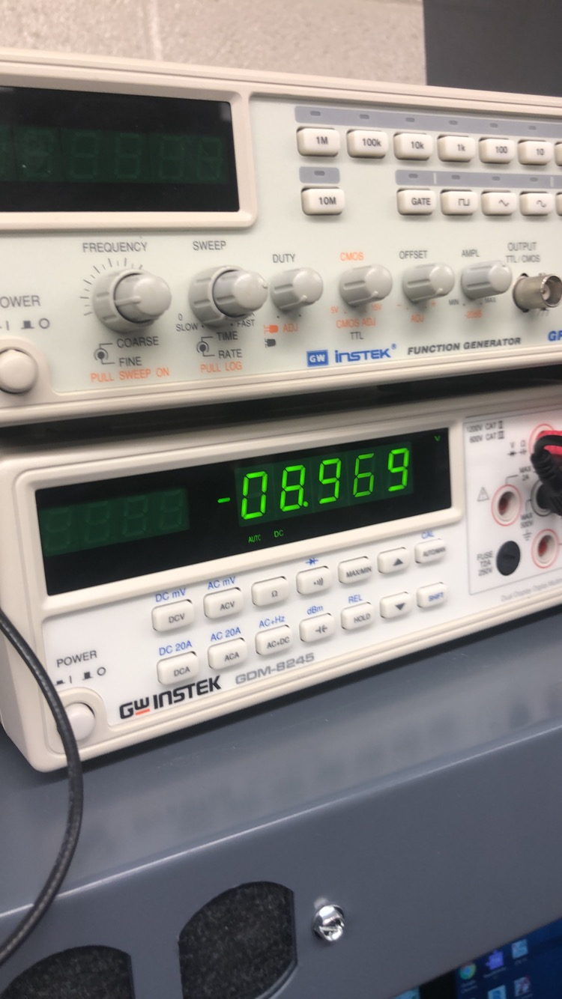 1M 100k 10k 1k 100 10
10M GATE
FREQUENCY SWEEP DUTY CMOS OFFSET AMPL OUTPUT
TTL/CMOS
OWER
0
SLOW FAST
ADJ
5V 15V
CMOS ADJ
TTL
- +
ADJ
MIN MAX
-20dB
COARSE
FINE
PULL SWEEP ON
TIME
RATE
PULL LOG
GW INSTEK FUNCTION GENERATOR GF
-08.969
V
AUTO DC
1200V CAT II
600V CAT III
V Ω
MAX
2A
MAX
500V
FUSE
12A
250V
DC mV AC mV CAL
DCV ACV Ω MAX/MIN AUTO/MAN
DC 20A AC 20A AC+Hz dBm REL
DCA ACA AC+DC HOLD SHIFT
POWER
GW INSTEK GDM-8245